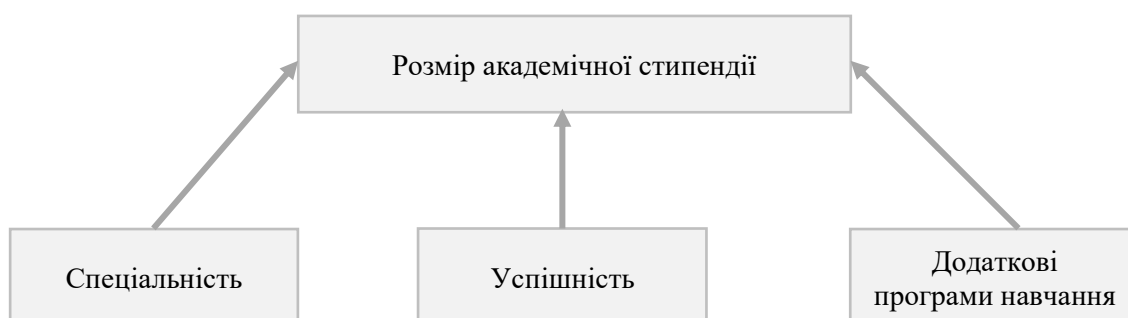 Розмір академічної стипендії
Спеціальність
Успішність
Додаткові
програми навчання